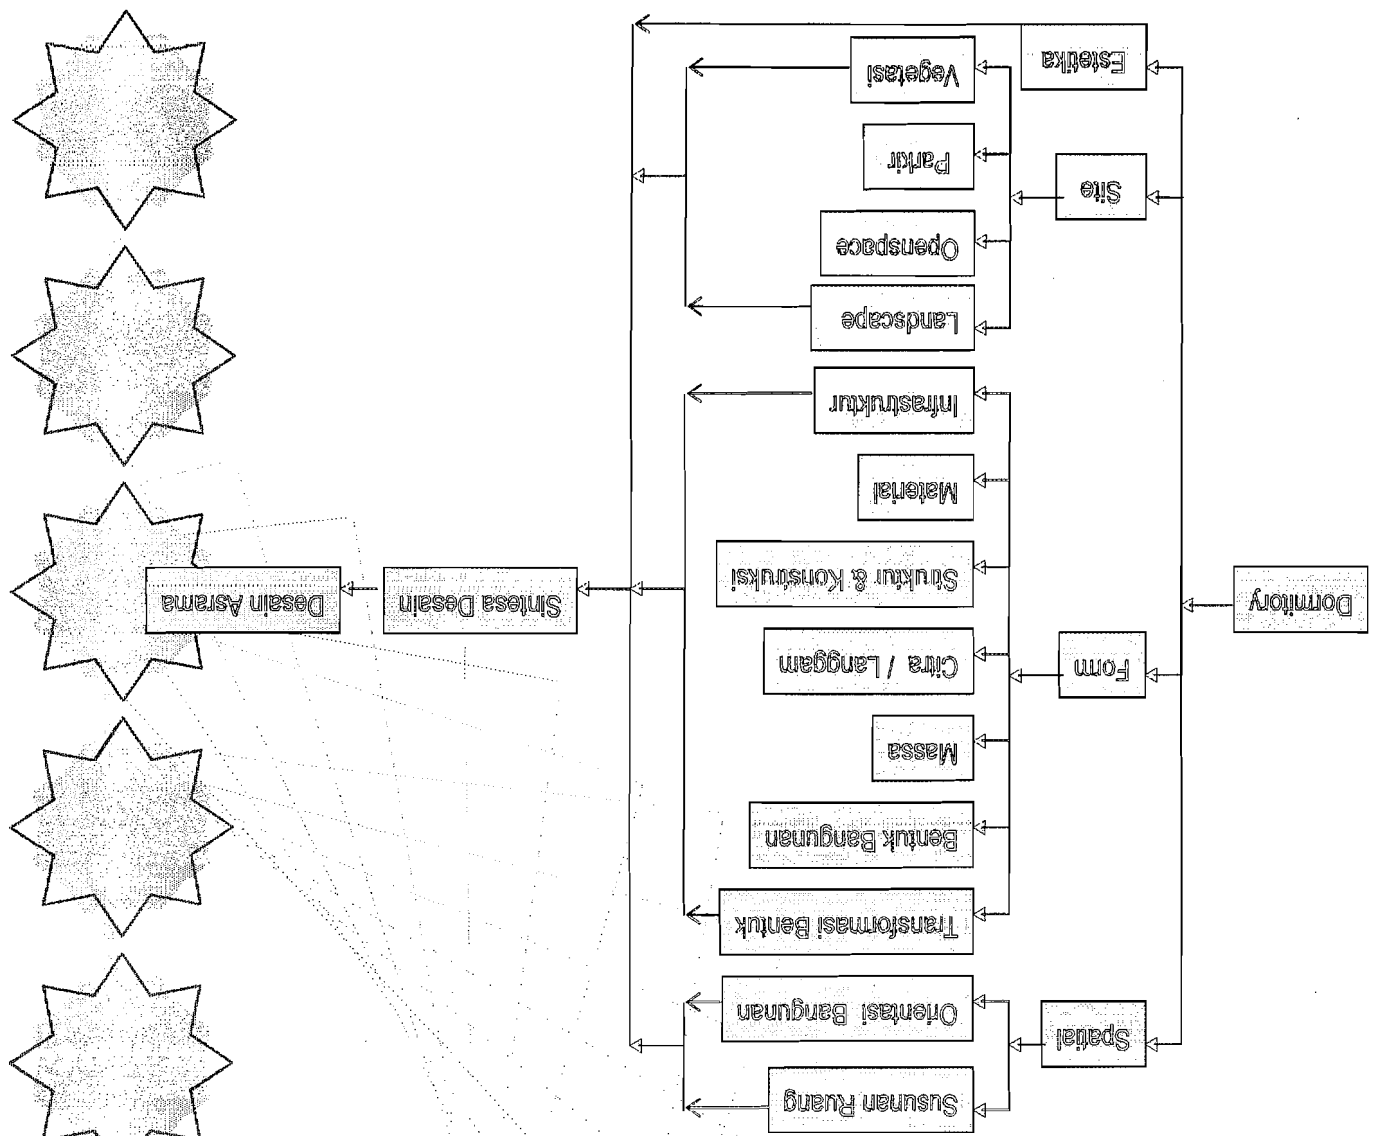 Dormitory
Spatial
Form
Site
Estetika
Susunan Ruang
Orientasi Bangunan
Transformasi Bentuk
Bentuk Bangunan
Massa
Citra / Langgam
Struktur & Konstruksi
Material
Infrastruktur
Landscape
Openspace
Parkir
Vegetasi
Sintesa Desain
Desain Asrama